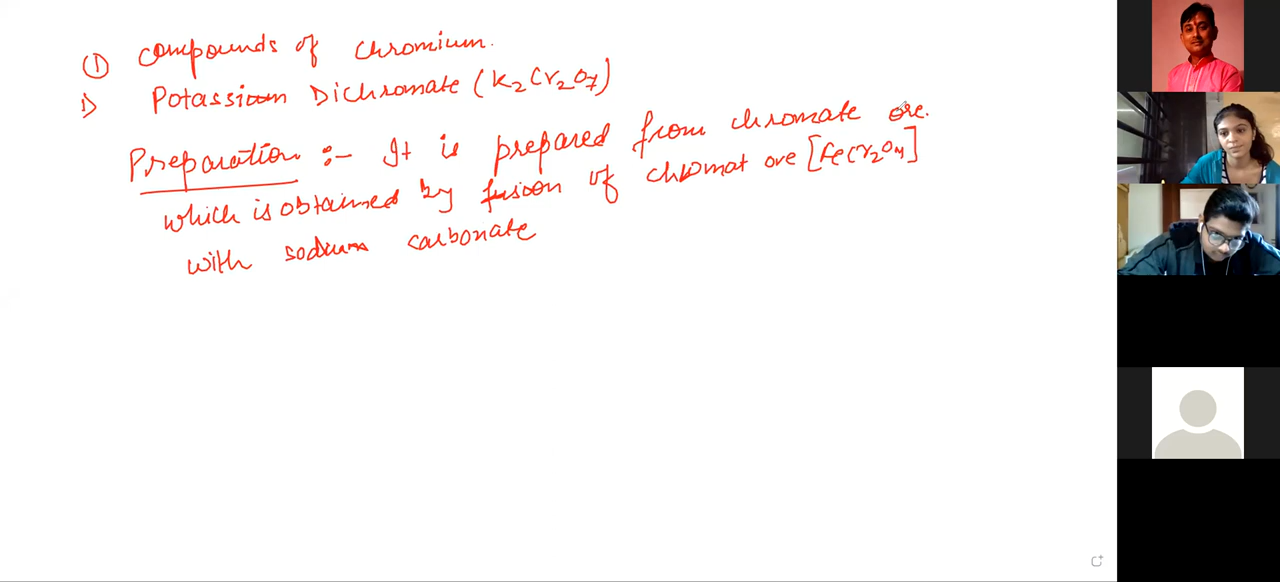 ① Compounds of Chromium.
1) Potassium Dichromate (K2Cr2O7)
Preparation :- It is prepared from chromate ore.
which is obtained by fusion of chromat ore [FeCr2O4]
with sodium carbonate